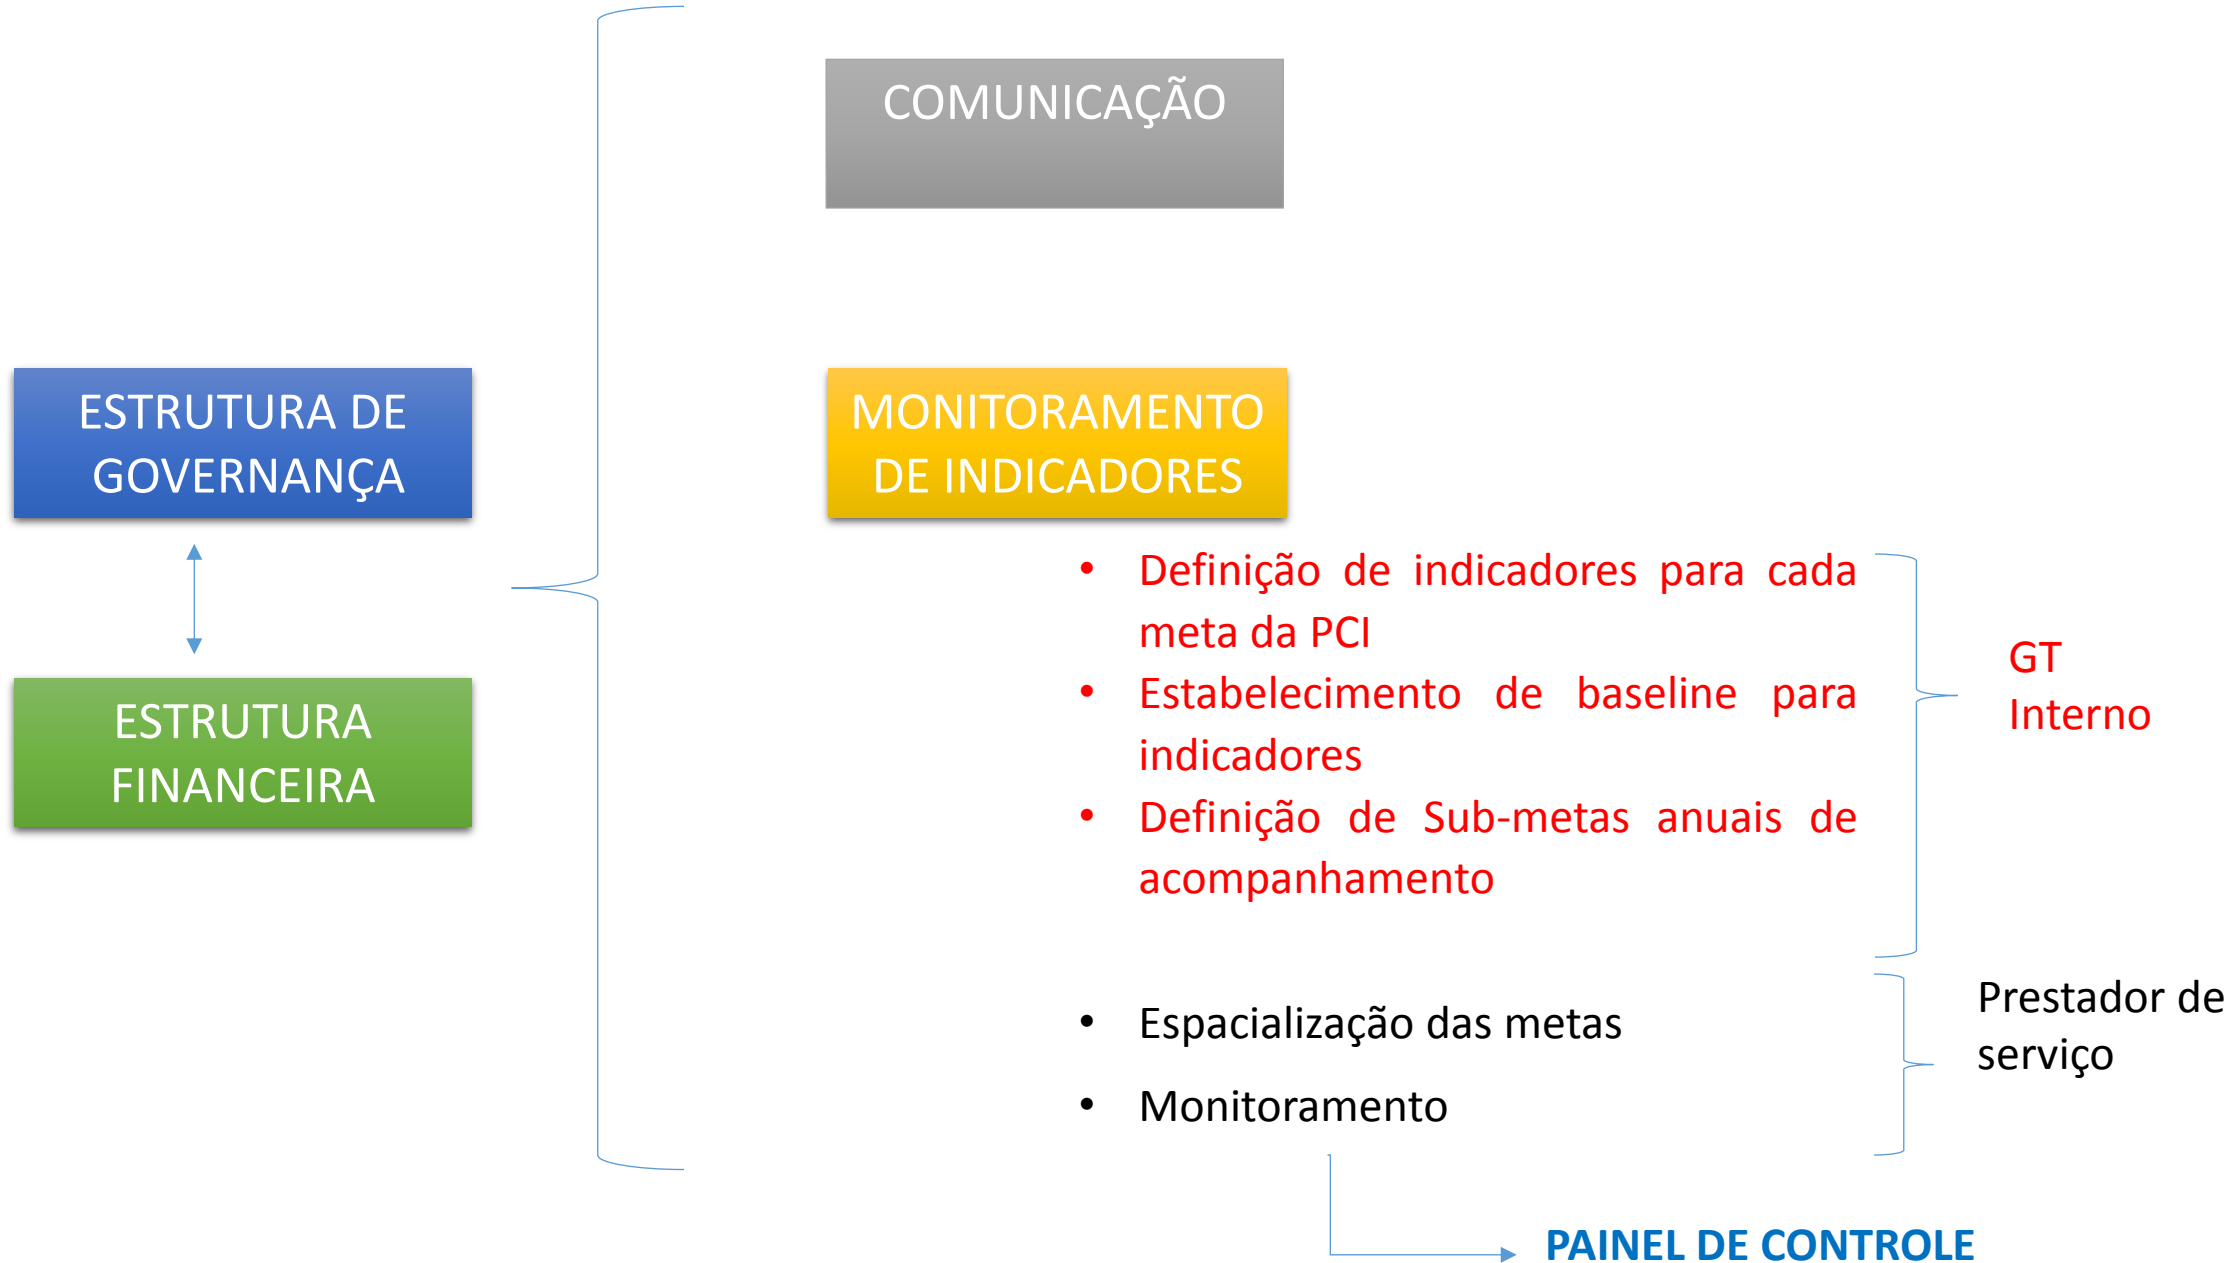 COMUNICAÇÃO
ESTRUTURA DE
GOVERNANÇA
MONITORAMENTO
DE INDICADORES
ESTRUTURA
FINANCEIRA
• Definição de indicadores para cada
meta da PCI
• Estabelecimento de baseline para
indicadores
• Definição de Sub-metas anuais de
acompanhamento
GT
Interno
• Espacialização das metas
• Monitoramento
Prestador de
serviço
PAINEL DE CONTROLE